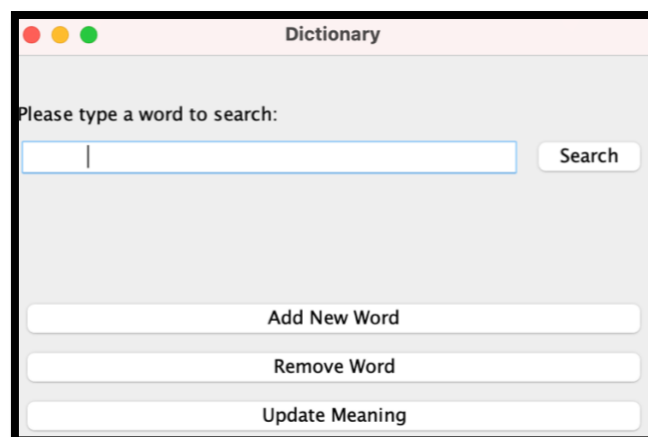 Dictionary
Please type a word to search:
Search
Add New Word
Remove Word
Update Meaning